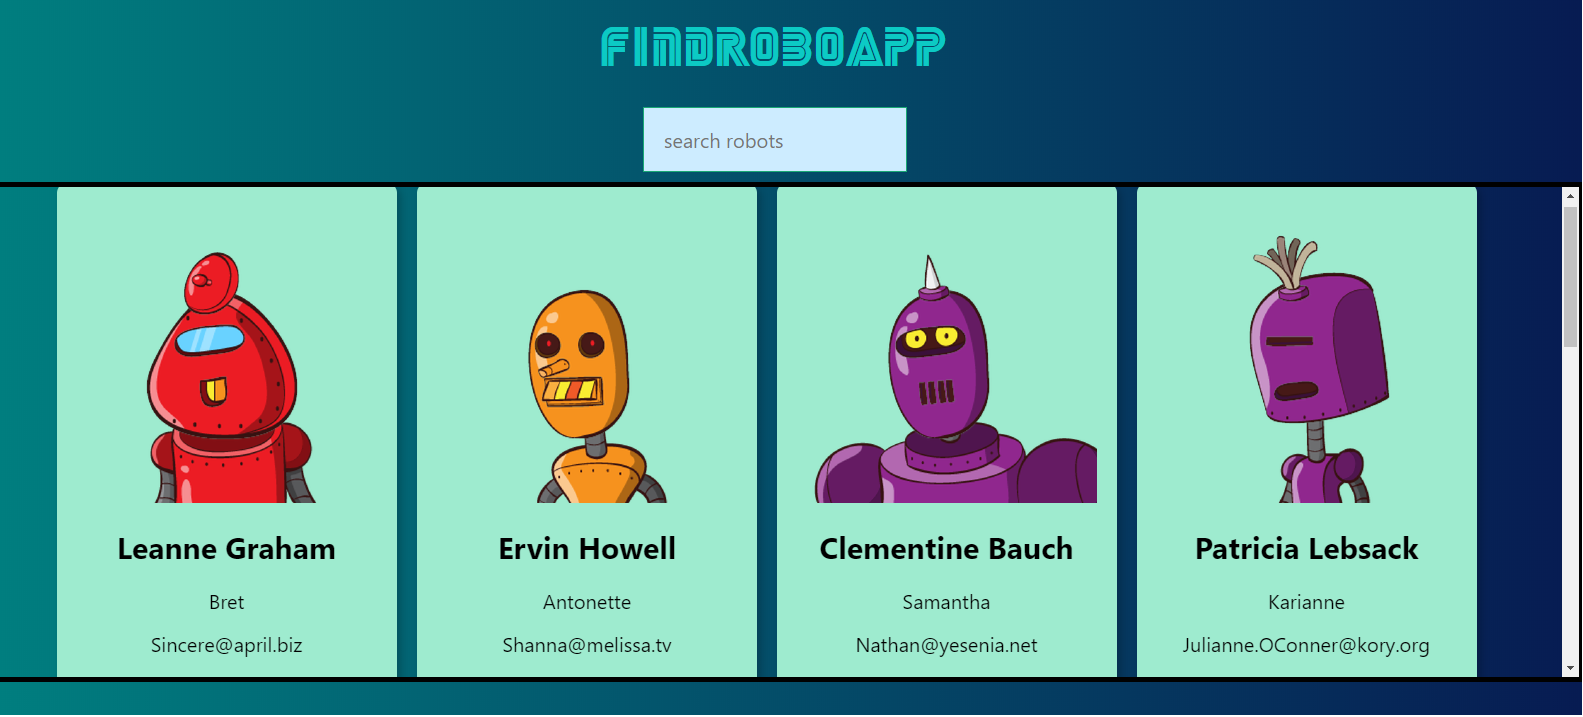 FINDROBOAPP
search robots
Leanne Graham
Bret
Sincere@april.biz
Ervin Howell
Antonette
Shanna@melissa.tv
Clementine Bauch
Samantha
Nathan@yesenia.net
Patricia Lebsack
Karianne
Julianne.OConner@kory.org